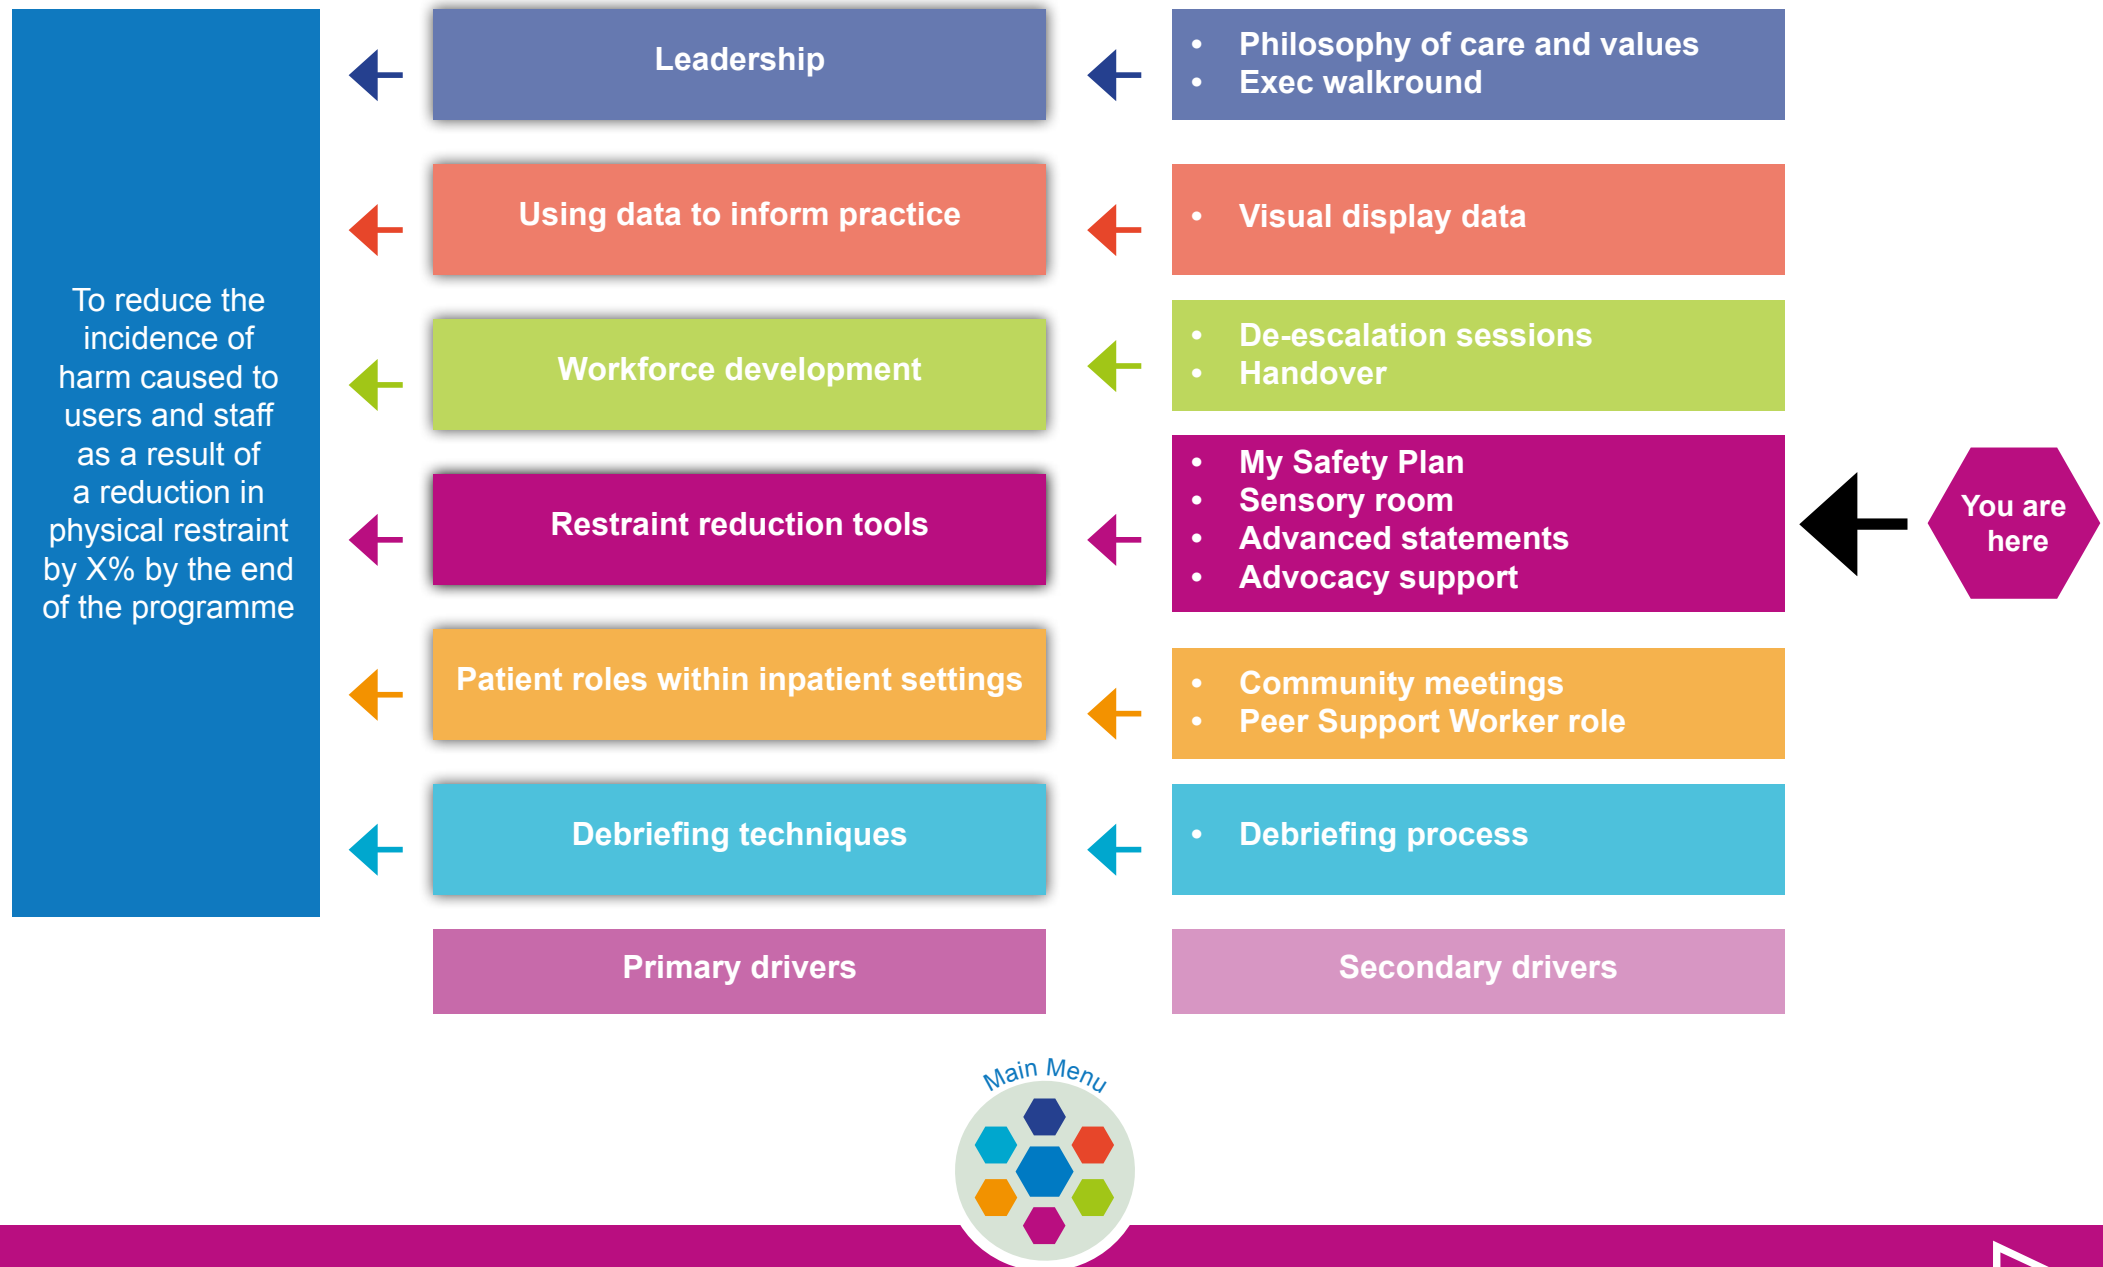 To reduce the
incidence of
harm caused to
users and staff
as a result of
a reduction in
physical restraint
by X% by the end
of the programme
Leadership
• Philosophy of care and values
• Exec walkround
Using data to inform practice
• Visual display data
Workforce development
• De-escalation sessions
• Handover
Restraint reduction tools
• My Safety Plan
• Sensory room
• Advanced statements
• Advocacy support
You are
here
Patient roles within inpatient settings
• Community meetings
• Peer Support Worker role
Debriefing techniques
• Debriefing process
Primary drivers
Secondary drivers
Main Menu